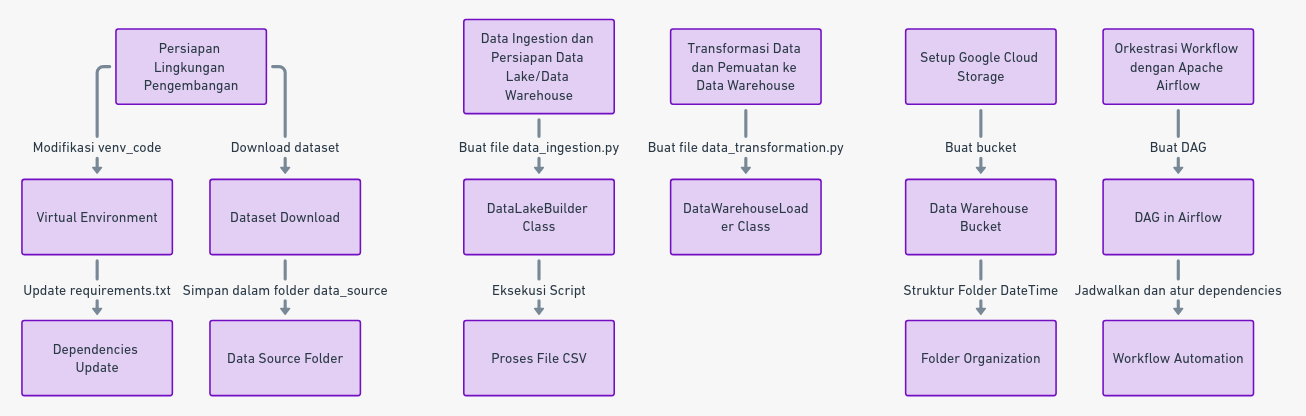 Persiapan
Lingkungan
Pengembangan
Modifikasi venv_code
Download dataset
Virtual Environment
Dataset Download
Update requirements.txt
Simpan dalam folder data_source
Dependencies
Update
Data Source Folder
Data Ingestion dan
Persiapan Data
Lake/Data
Warehouse
Buat file data_ingestion.py
DataLakeBuilder
Class
Eksekusi Script
Proses File CSV
Transformasi Data
dan Pemuatan ke
Data Warehouse
Buat file data_transformation.py
DataWarehouseLoad
er Class
Setup Google Cloud
Storage
Buat bucket
Data Warehouse
Bucket
Struktur Folder DateTime
Folder Organization
Orkestrasi Workflow
dengan Apache
Airflow
Buat DAG
DAG in Airflow
Jadwalkan dan atur dependencies
Workflow Automation